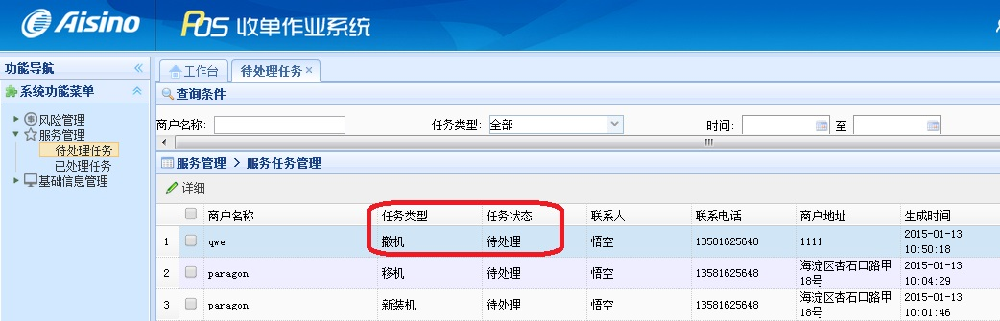 Aisino POS 收单作业系统
功能导航
系统功能菜单
风险管理
服务管理
待处理任务
已处理任务
基础信息管理
工作台 待处理任务
查询条件
商户名称: 任务类型: 全部 时间: 至
服务管理 > 服务任务管理
详细
商户名称 任务类型 任务状态 联系人 联系电话 商户地址 生成时间
1 qwe 撤机 待处理 悟空 13581625648 1111 2015-01-13
10:50:18
2 paragon 移机 待处理 悟空 13581625648 海淀区杏石口路甲 2015-01-13
18号 10:04:29
3 paragon 新装机 待处理 悟空 13581625648 海淀区杏石口路甲 2015-01-13
18号 10:01:46